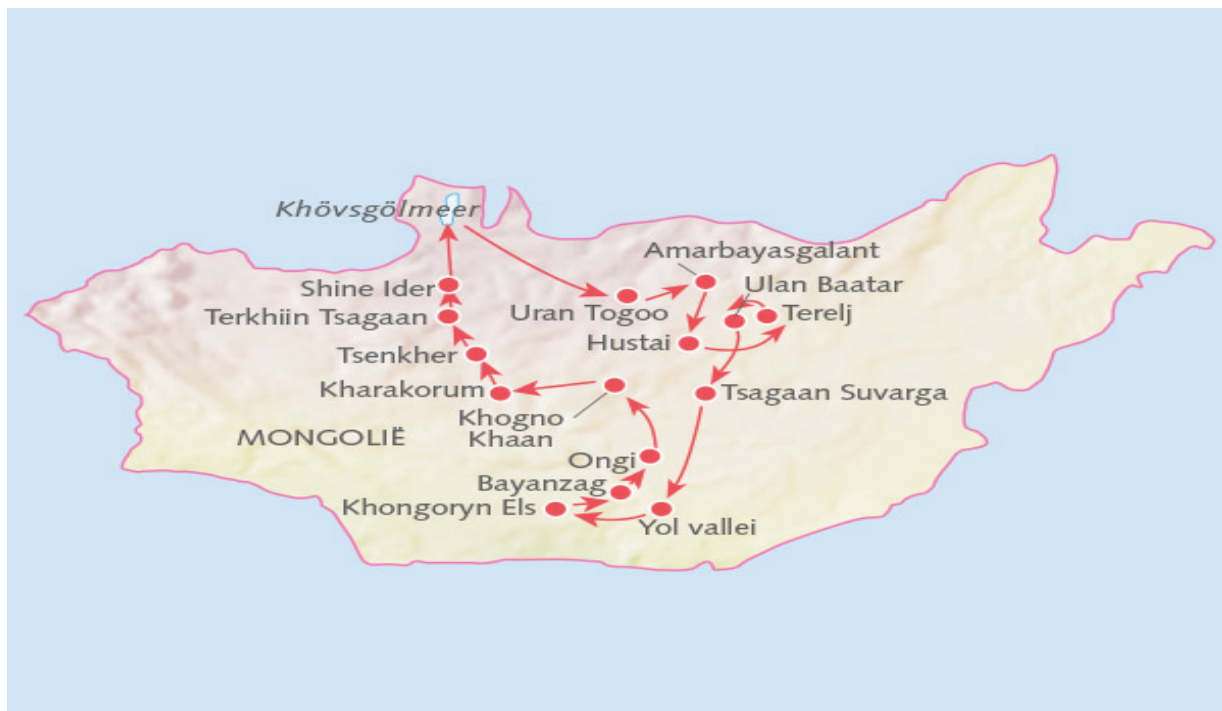 Khövsgölmeer
Amarbayasgalant
Ulan Baatar
Shine Ider
Uran Togoo
Terelj
Terkhiin Tsagaan
Hustai
Tsenkher
Kharakorum
Tsagaan Suvarga
Khogno
Khaan
MONGOLIË
Ongi
Bayanzag
Khongoryn Els
Yol vallei